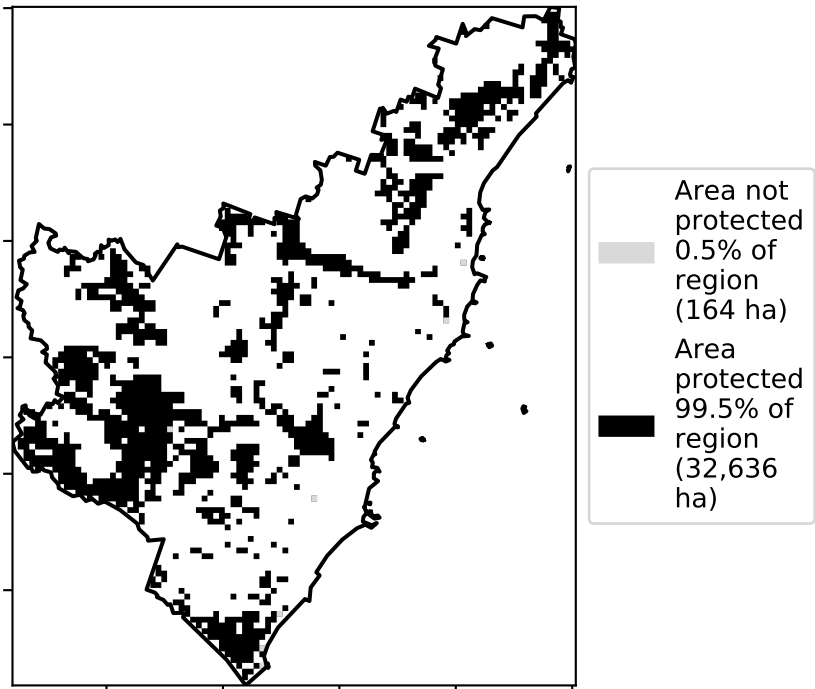 Area not
protected
0.5% of
region
(164 ha)
Area
protected
99.5% of
region
(32,636
ha)